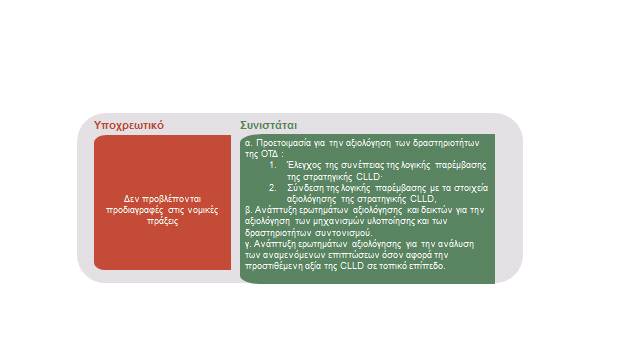 Υποχρεωτικό
Δεν προβλέπονται
προδιαγραφές στις νομικές
πράξεις
Συνιστάται
α. Προετοιμασία για την αξιολόγηση των δραστηριοτήτων
της ΟΤΔ :
1. Έλεγχος της συνέπειας της λογικής παρέμβασης
της στρατηγικής CLLD·
2. Σύνδεση της λογικής παρέμβασης με τα στοιχεία
αξιολόγησης της στρατηγικής CLLD,
β. Ανάπτυξη ερωτημάτων αξιολόγησης και δεικτών για την
αξιολόγηση των μηχανισμών υλοποίησης και των
δραστηριοτήτων συντονισμού.
γ. Ανάπτυξη ερωτημάτων αξιολόγησης για την ανάλυση
των αναμενόμενων επιπτώσεων όσον αφορά την
προστιθέμενη αξία της CLLD σε τοπικό επίπεδο.